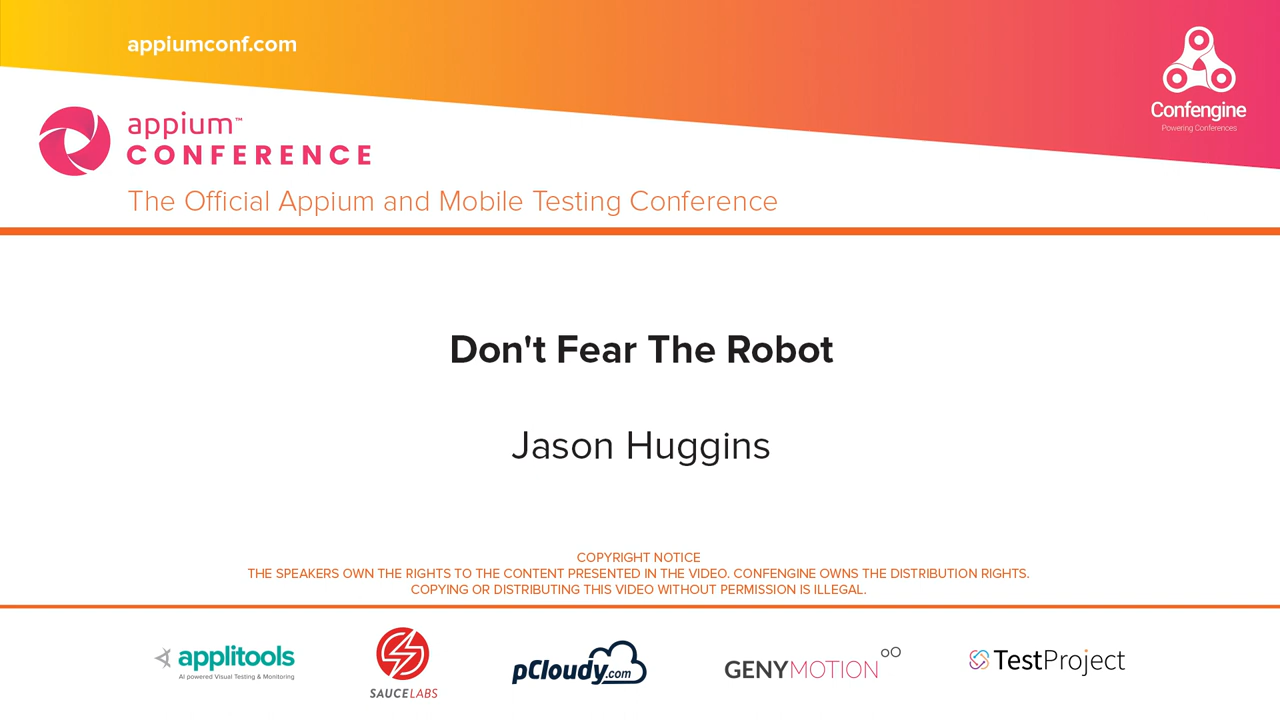 appiumconf.com
Confengine
Powering Conferences
appium™
CONFERENCE
The Official Appium and Mobile Testing Conference
Don't Fear The Robot
Jason Huggins
COPYRIGHT NOTICE
THE SPEAKERS OWN THE RIGHTS TO THE CONTENT PRESENTED IN THE VIDEO. CONFENGINE OWNS THE DISTRIBUTION RIGHTS.
COPYING OR DISTRIBUTING THIS VIDEO WITHOUT PERMISSION IS ILLEGAL.
applitools
AI powered Visual Testing & Monitoring
SAUCELABS
pCloudy.com
GENYMOTION
TestProject